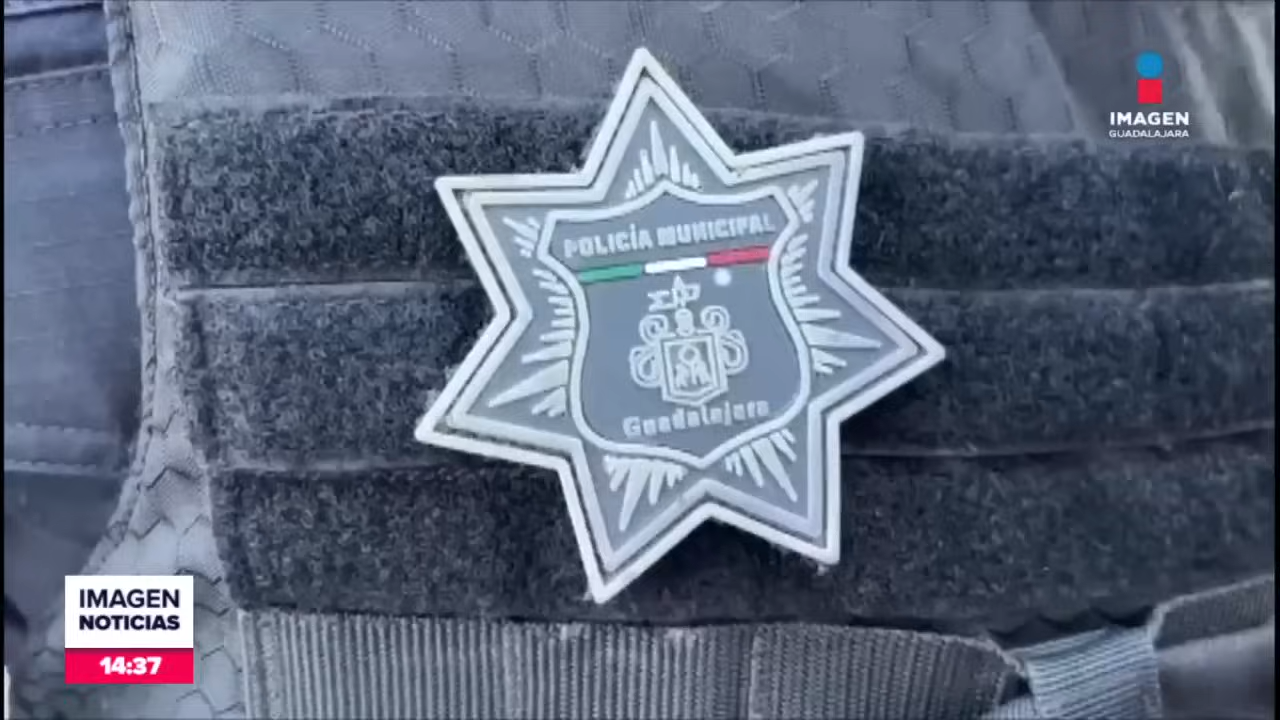 IMAGEN
GUADALAJARA
POLICÍA MUNICIPAL
Guadalajara
IMAGEN
NOTICIAS
14:37